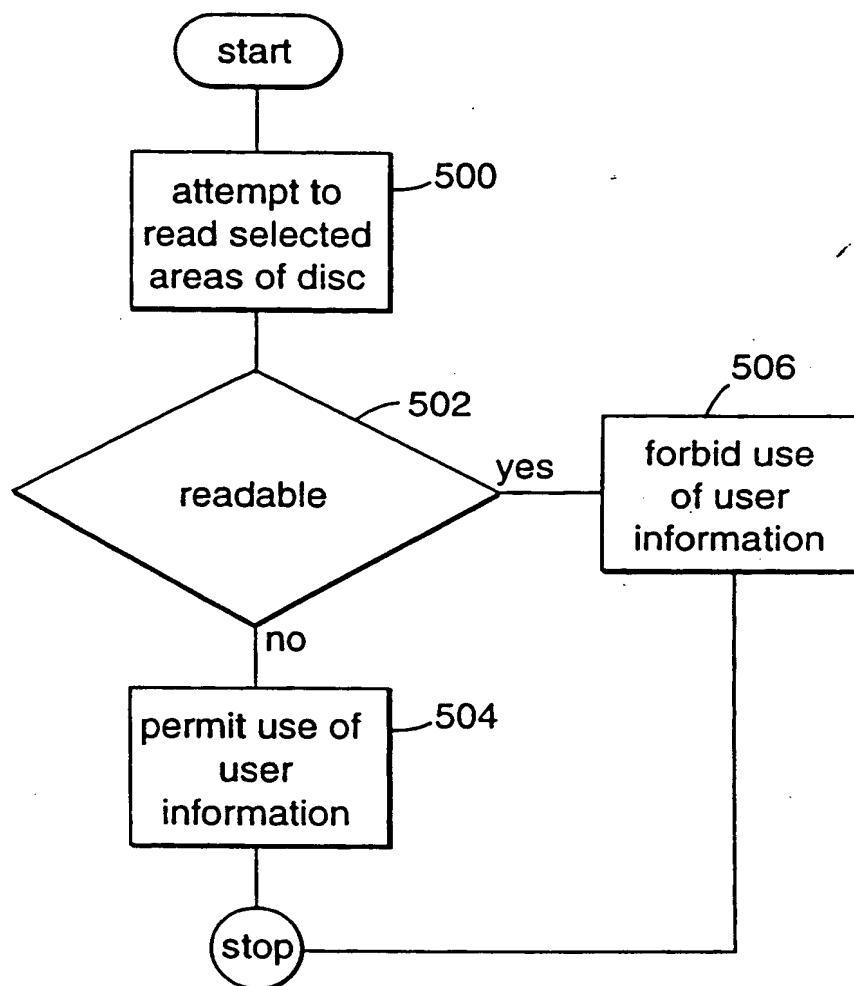 start
attempt to
read selected
areas of disc
500
readable
502
yes
forbid use
of user
information
506
no
permit use of
user
information
504
stop